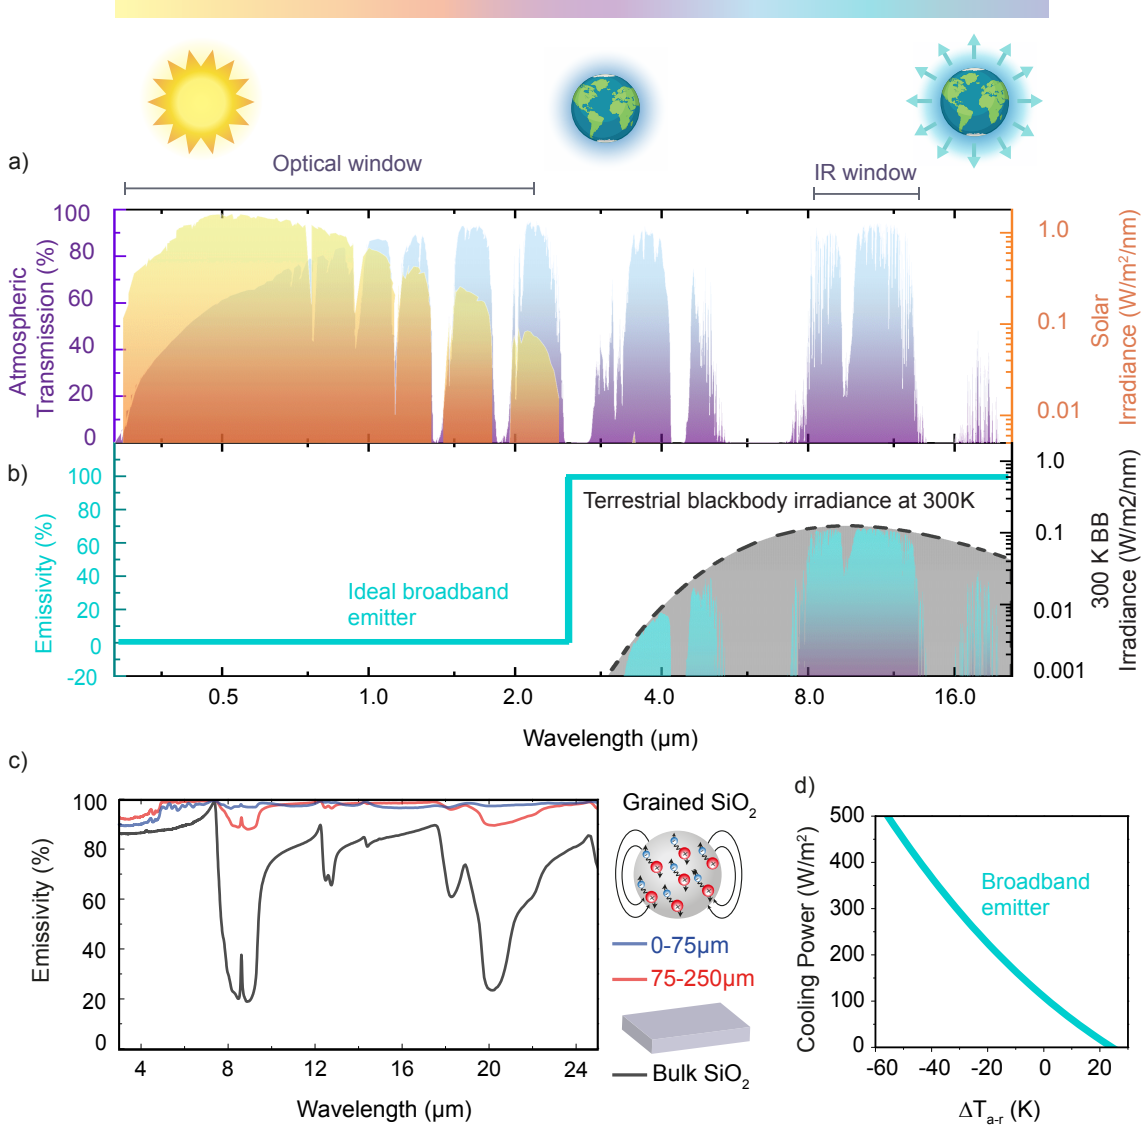 a)
Optical window
IR window
Atmospheric
Transmission (%)
100
80
60
40
20
0
1.0
0.1
0.01
Solar
Irradiance (W/m²/nm)
b)
Emissivity (%)
100
80
60
40
20
0
-20
Terrestrial blackbody irradiance at 300K
Ideal broadband
emitter
1.0
0.1
0.01
0.001
300 K BB
Irradiance (W/m2/nm)
0.5
1.0
2.0
4.0
8.0
16.0
Wavelength (µm)
c)
Emissivity (%)
100
80
60
40
20
0
4
8
12
16
20
24
Wavelength (µm)
Grained SiO₂
0-75µm
75-250µm
Bulk SiO₂
d)
Cooling Power (W/m²)
500
400
300
200
100
0
Broadband
emitter
-60
-40
-20
0
20
ΔTₐ₋ᵣ (K)